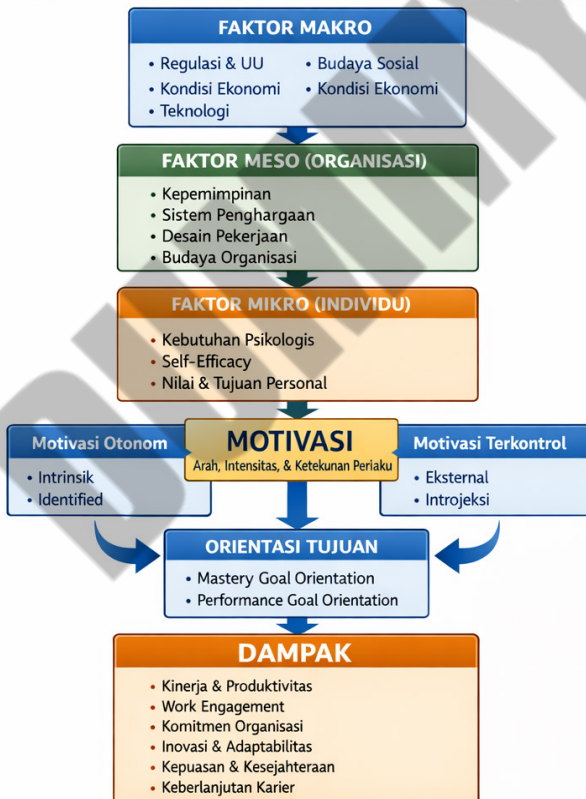 FAKTOR MAKRO
• Regulasi & UU
• Budaya Sosial
• Kondisi Ekonomi
• Kondisi Ekonomi
• Teknologi
FAKTOR MESO (ORGANISASI)
• Kepemimpinan
• Sistem Penghargaan
• Desain Pekerjaan
• Budaya Organisasi
FAKTOR MIKRO (INDIVIDU)
• Kebutuhan Psikologis
• Self-Efficacy
• Nilai & Tujuan Personal
Motivasi Otonom
• Intrinsik
• Identified
MOTIVASI
Arah, Intensitas, & Ketekunan Periaku
Motivasi Terkontrol
• Eksternal
• Introjeksi
ORIENTASI TUJUAN
• Mastery Goal Orientation
• Performance Goal Orientation
DAMPAK
• Kinerja & Produktivitas
• Work Engagement
• Komitmen Organisasi
• Inovasi & Adaptabilitas
• Kepuasan & Kesejahteraan
• Keberlanjutan Karier
DUMMY